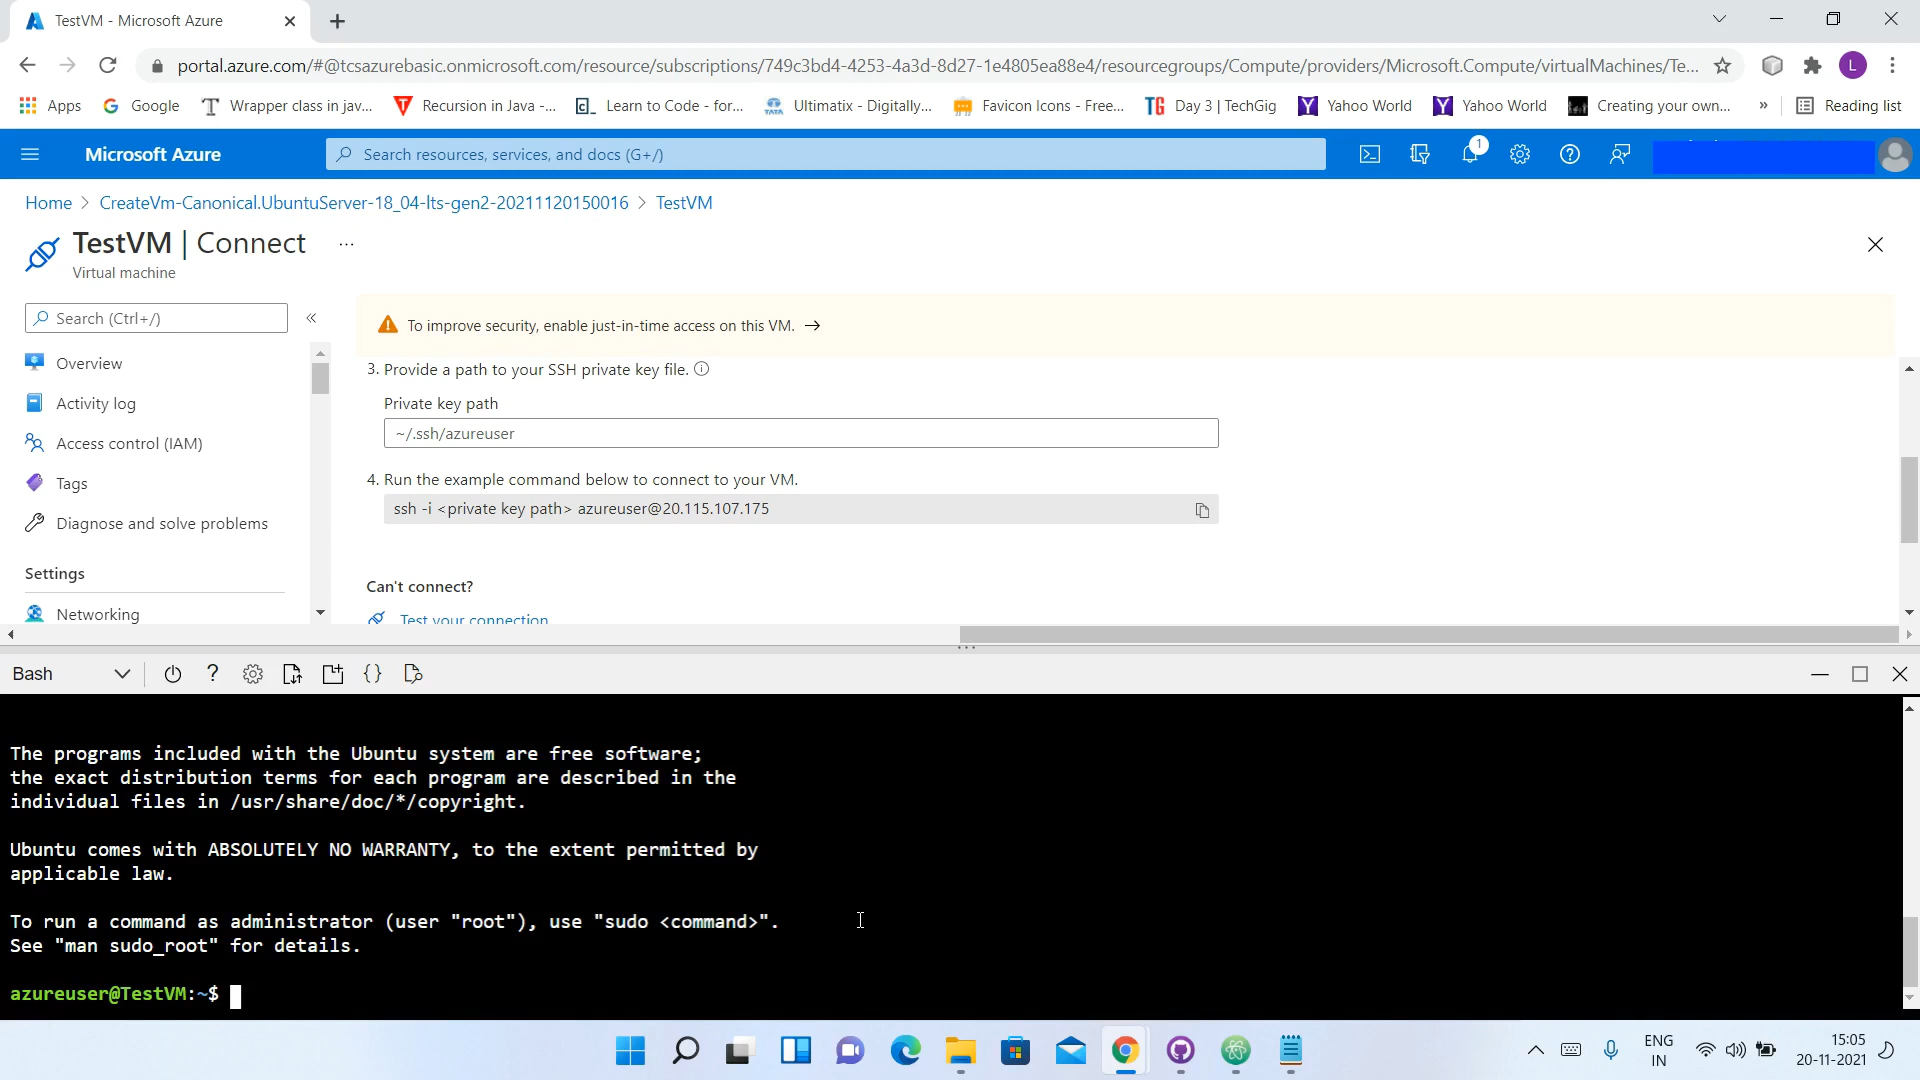 TestVM - Microsoft Azure
portal.azure.com/#@tcsazurebasic.onmicrosoft.com/resource/subscriptions/749c3bd4-4253-4a3d-8d27-1e4805ea88e4/resourcegroups/Compute/providers/Microsoft.Compute/virtualMachines/Te...
L
Apps
Google
Wrapper class in jav...
Recursion in Java -...
Learn to Code - for...
Ultimatix - Digitally...
Favicon Icons - Free...
Day 3 | TechGig
Yahoo World
Yahoo World
Creating your own...
»
Reading list
Microsoft Azure
Search resources, services, and docs (G+/)
1
Home > CreateVm-Canonical.UbuntuServer-18_04-lts-gen2-20211120150016 > TestVM
TestVM | Connect ...
Virtual machine
Search (Ctrl+/)
«
Overview
Activity log
Access control (IAM)
Tags
Diagnose and solve problems
Settings
Networking
To improve security, enable just-in-time access on this VM. →
3. Provide a path to your SSH private key file.
Private key path
~/.ssh/azureuser
4. Run the example command below to connect to your VM.
ssh -i <private key path> azureuser@20.115.107.175
Can't connect?
Test your connection
Bash
The programs included with the Ubuntu system are free software;
the exact distribution terms for each program are described in the
individual files in /usr/share/doc/*/copyright.
Ubuntu comes with ABSOLUTELY NO WARRANTY, to the extent permitted by
applicable law.
To run a command as administrator (user "root"), use "sudo <command>".
See "man sudo_root" for details.
azureuser@TestVM:~$
ENG
IN
15:05
20-11-2021